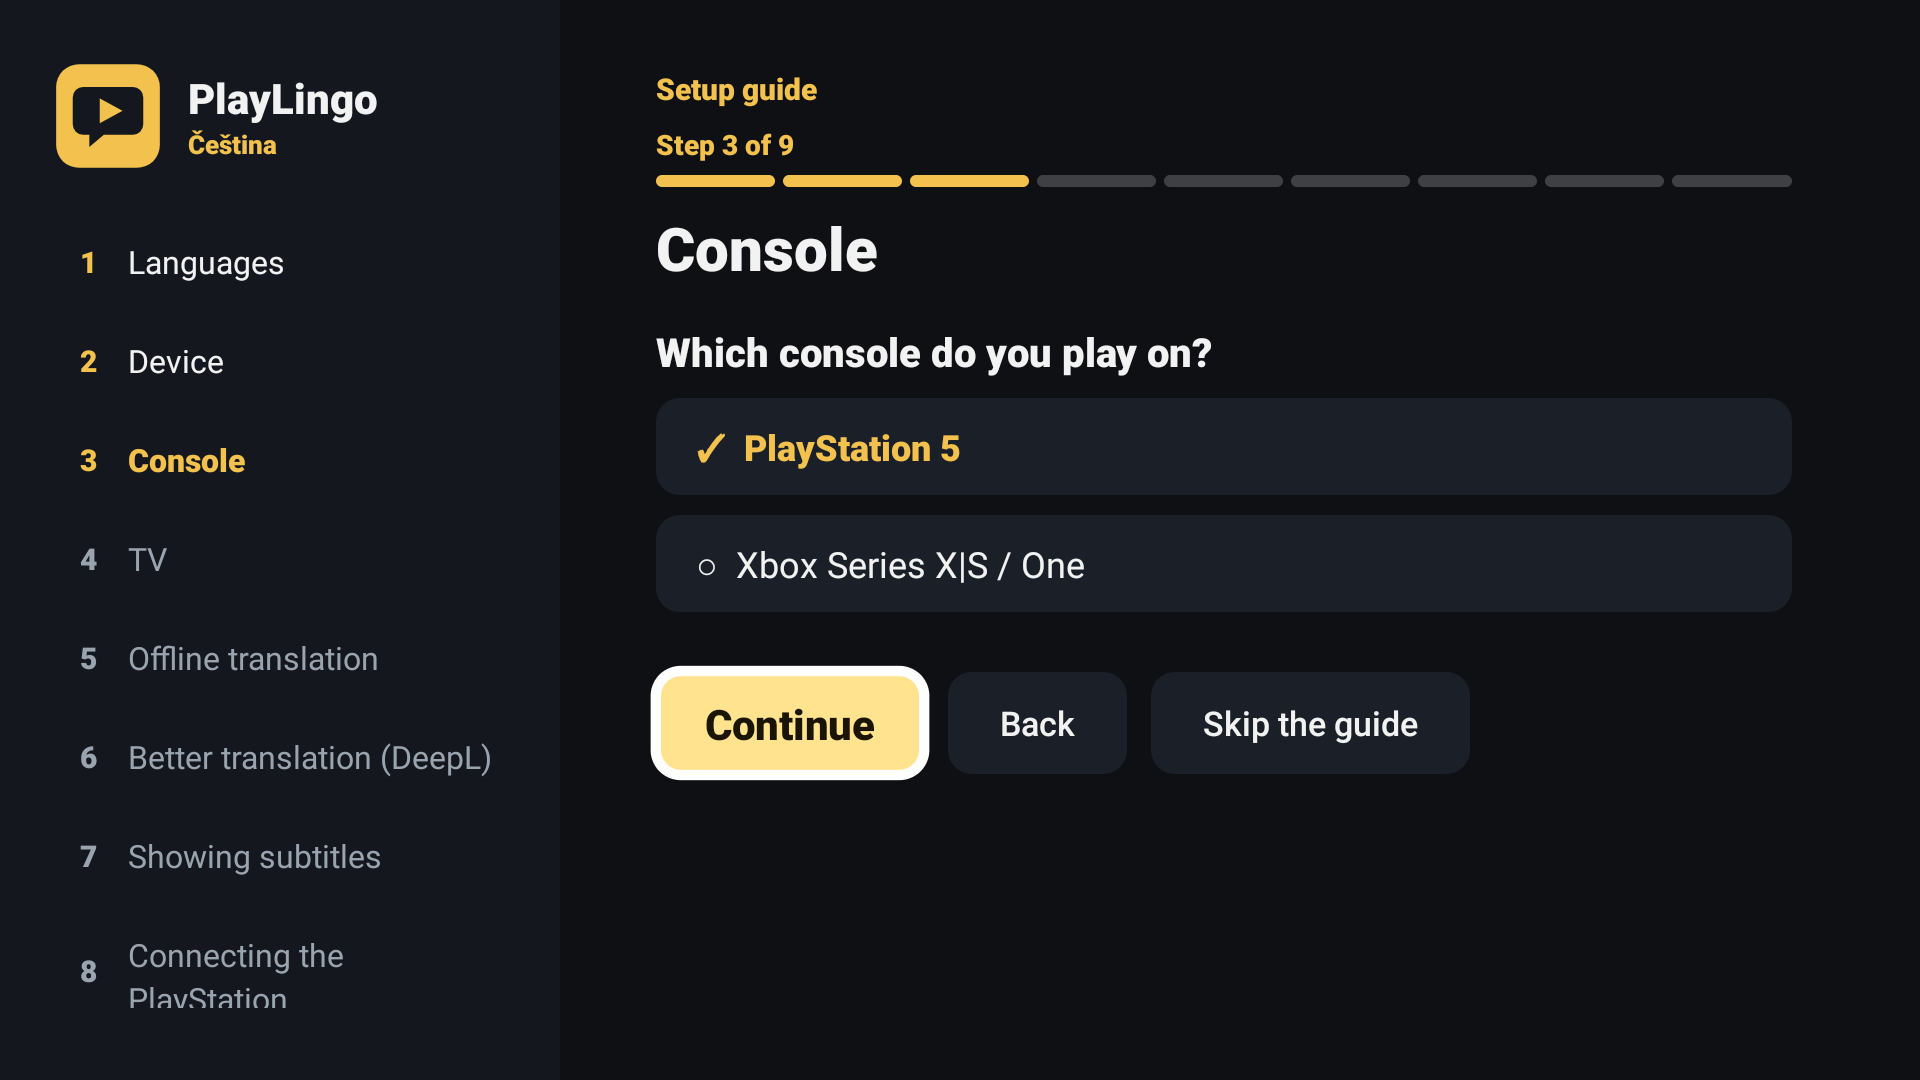 PlayLingo
Čeština
1 Languages
2 Device
3 Console
4 TV
5 Offline translation
6 Better translation (DeepL)
7 Showing subtitles
8 Connecting the
PlayStation
Setup guide
Step 3 of 9
Console
Which console do you play on?
✓ PlayStation 5
○ Xbox Series X|S / One
Continue
Back
Skip the guide